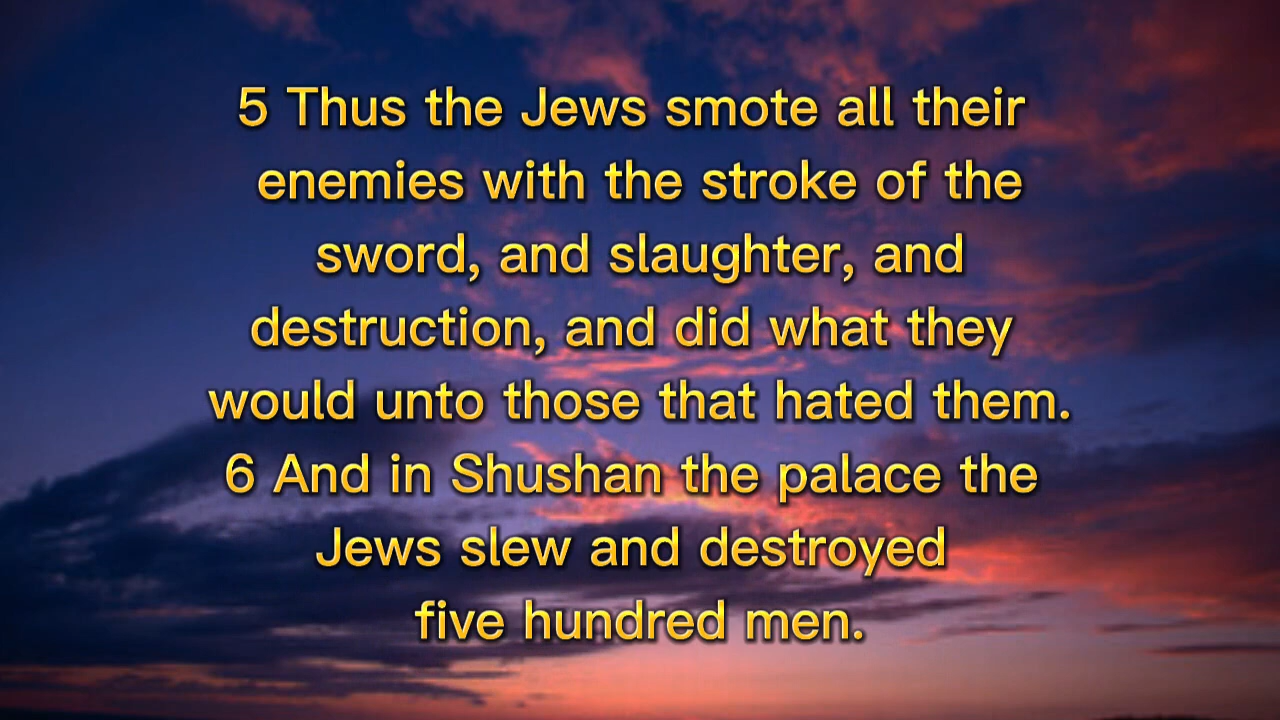 5 Thus the Jews smote all their
enemies with the stroke of the
sword, and slaughter, and
destruction, and did what they
would unto those that hated them.
6 And in Shushan the palace the
Jews slew and destroyed
five hundred men.